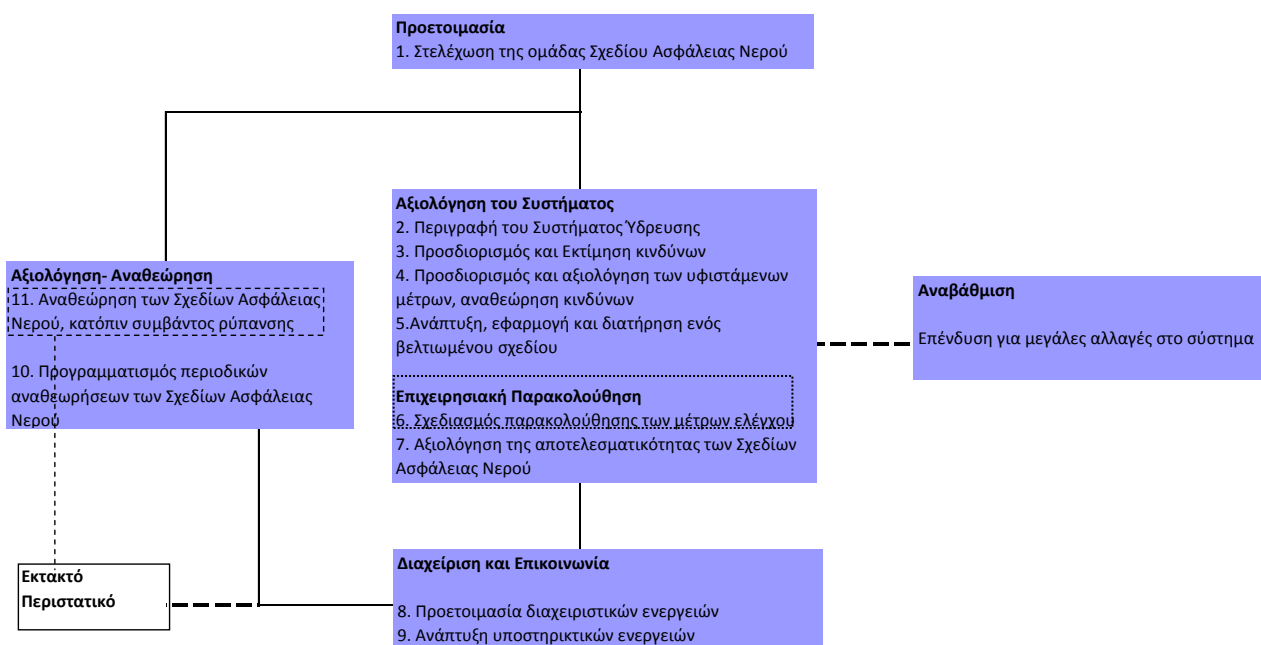 Προετοιμασία
1. Στελέχωση της ομάδας Σχεδίου Ασφάλειας Νερού
Αξιολόγηση του Συστήματος
2. Περιγραφή του Συστήματος Ύδρευσης
3. Προσδιορισμός και Εκτίμηση κινδύνων
4. Προσδιορισμός και αξιολόγηση των υφιστάμενων
μέτρων, αναθεώρηση κινδύνων
5.Ανάπτυξη, εφαρμογή και διατήρηση ενός
βελτιωμένου σχεδίου
Επιχειρησιακή Παρακολούθηση
6. Σχεδιασμός παρακολούθησης των μέτρων ελέγχου
7. Αξιολόγηση της αποτελεσματικότητας των Σχεδίων
Ασφάλειας Νερού
Αξιολόγηση- Αναθεώρηση
11. Αναθεώρηση των Σχεδίων Ασφάλειας
Νερού, κατόπιν συμβάντος ρύπανσης
10. Προγραμματισμός περιοδικών
αναθεωρήσεων των Σχεδίων Ασφάλειας
Νερού
Αναβάθμιση
Επένδυση για μεγάλες αλλαγές στο σύστημα
Εκτακτό
Περιστατικό
Διαχείριση και Επικοινωνία
8. Προετοιμασία διαχειριστικών ενεργειών
9. Ανάπτυξη υποστηρικτικών ενεργειών